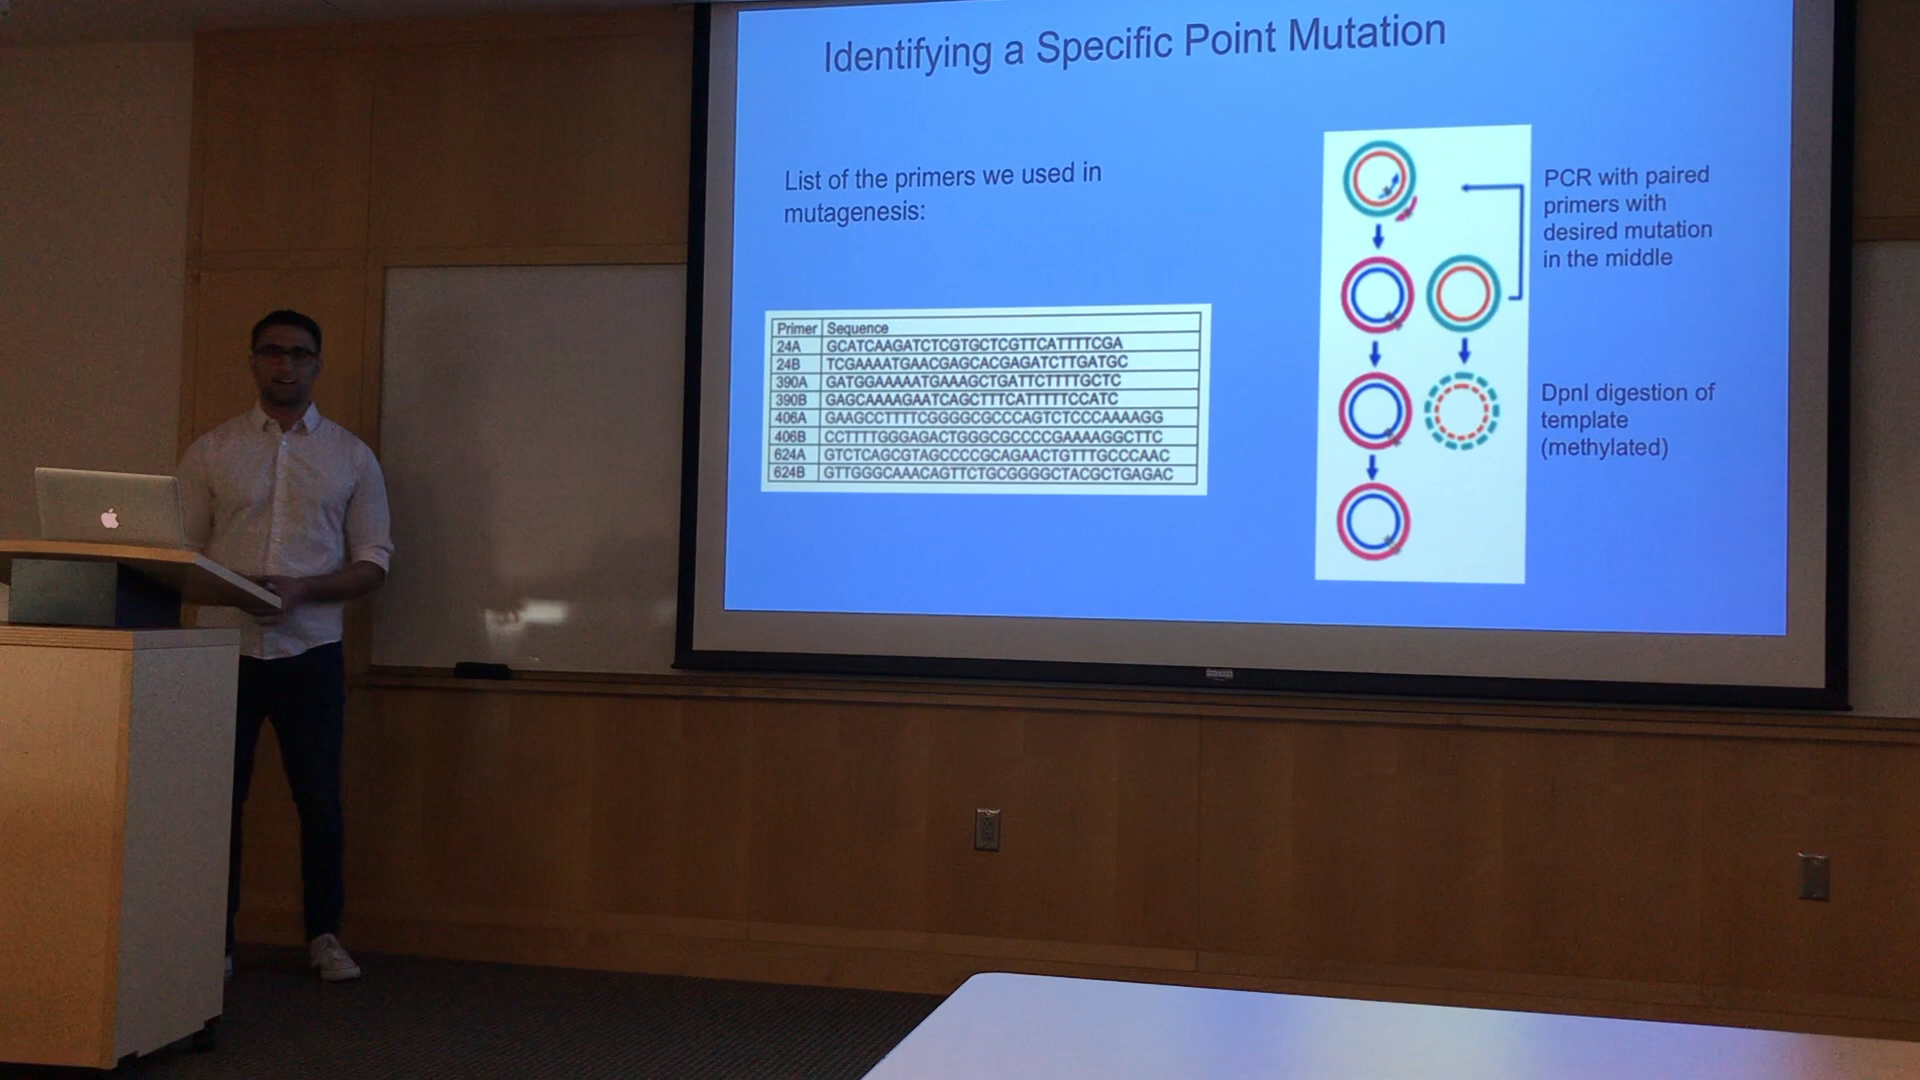 Identifying a Specific Point Mutation
List of the primers we used in
mutagenesis:
Primer Sequence
24A GCATCAAGATCTCGTGCTCGTTCATTTTCGA
24B TCGAAAATGAACGAGCACGAGATCTTGATGC
390A GATGGAAAAATGAAAGCTGATTCTTTTGCTC
390B GAGCAAAAGAATCAGCTTTCATTTTTCCATC
406A GAAGCCTTTTCGGGGCGCCCAGTCTCCCAAAAGG
406B CCTTTTGGGAGACTGGGCGCCCCGAAAAGGCTTC
624A GTCTCAGCGTAGCCCCGCAGAACTGTTTGCCCAAC
624B GTTGGGCAAACAGTTCTGCGGGGCTACGCTGAGAC
PCR with paired
primers with
desired mutation
in the middle
DpnI digestion of
template
(methylated)